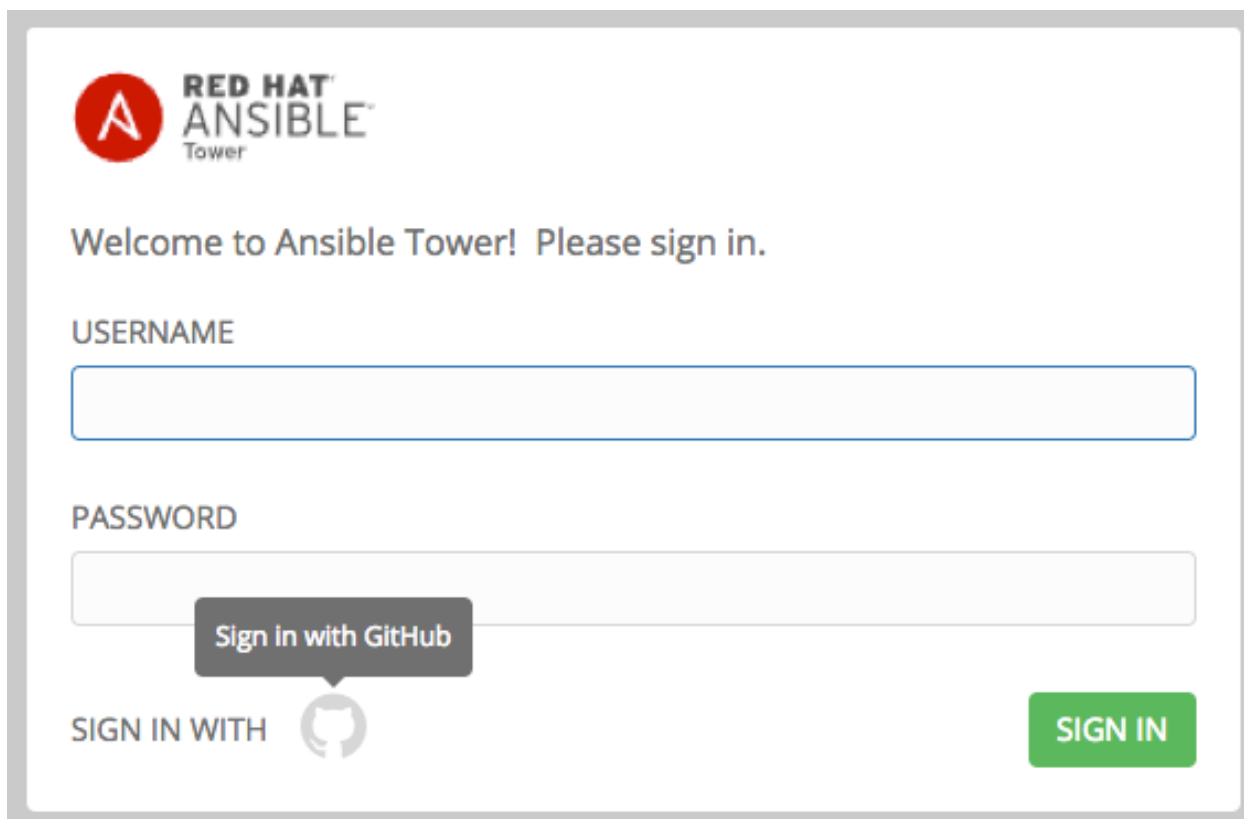 RED HAT
ANSIBLE
Tower
Welcome to Ansible Tower! Please sign in.
USERNAME
PASSWORD
Sign in with GitHub
SIGN IN WITH
SIGN IN